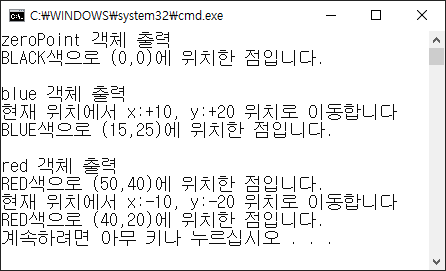 C:₩WINDOWS₩system32₩cmd.exe
zeroPoint 객체 출력
BLACK색으로 (0,0)에 위치한 점입니다.
blue 객체 출력
현재 위치에서 x:+10, y:+20 위치로 이동합니다
BLUE색으로 (15,25)에 위치한 점입니다.
red 객체 출력
RED색으로 (50,40)에 위치한 점입니다.
현재 위치에서 x:-10, y:-20 위치로 이동합니다
RED색으로 (40,20)에 위치한 점입니다.
계속하려면 아무 키나 누르십시오 . . .